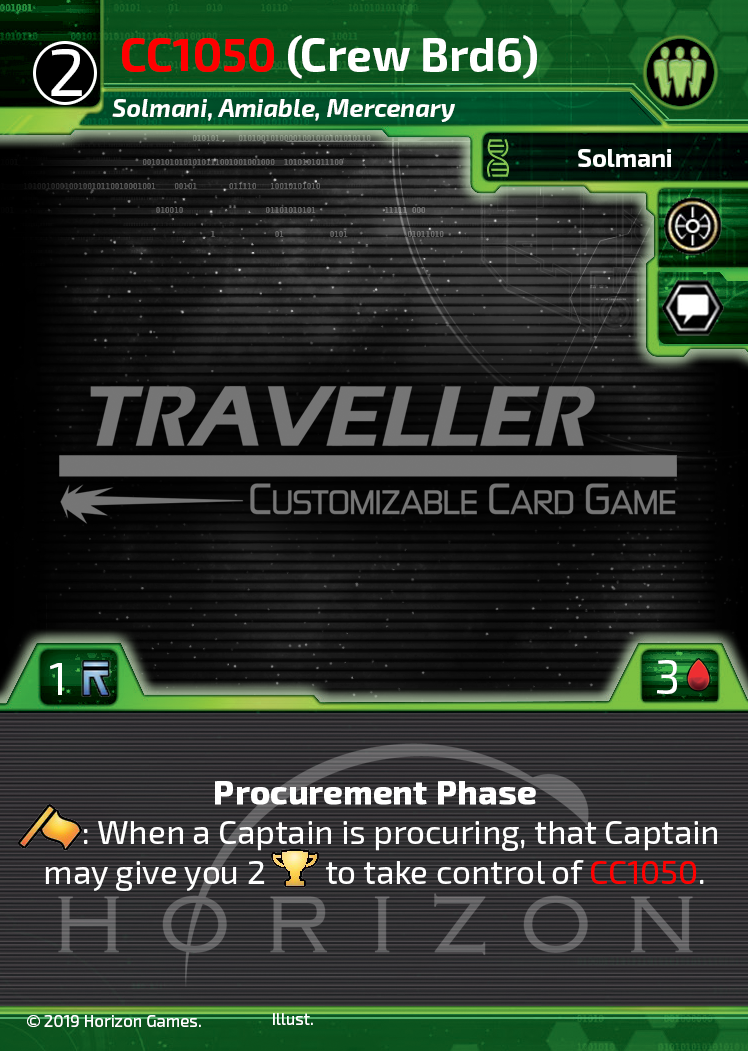 2
CC1050 (Crew Brd6)
Solmani, Amiable, Mercenary
Solmani
TRAVELLER
CUSTOMIZABLE CARD GAME
1
3
Procurement Phase
: When a Captain is procuring, that Captain
may give you 2 to take control of CC1050.
HORIZON
© 2019 Horizon Games.
Illust.